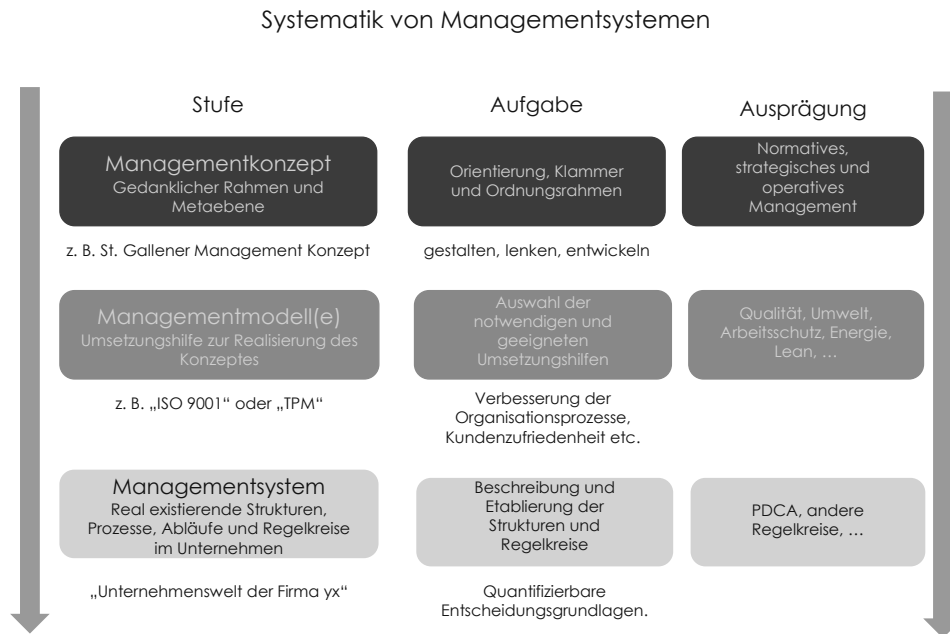 Systematik von Managementsystemen
Stufe
Aufgabe
Ausprägung
Managementkonzept
Gedanklicher Rahmen und
Metaebene
Orientierung, Klammer
und Ordnungsrahmen
Normatives,
strategisches und
operatives
Management
z. B. St. Gallener Management Konzept
gestalten, lenken, entwickeln
Managementmodell(e)
Umsetzungshilfe zur Realisierung des
Konzeptes
Auswahl der
notwendigen und
geeigneten
Umsetzungshilfen
Qualität, Umwelt,
Arbeitsschutz, Energie,
Lean, …
z. B. „ISO 9001“ oder „TPM“
Verbesserung der
Organisationsprozesse,
Kundenzufriedenheit etc.
Managementsystem
Real existierende Strukturen,
Prozesse, Abläufe und Regelkreise
im Unternehmen
Beschreibung und
Etablierung der
Strukturen und
Regelkreise
PDCA, andere
Regelkreise, …
„Unternehmenswelt der Firma yx“
Quantifizierbare
Entscheidungsgrundlagen.